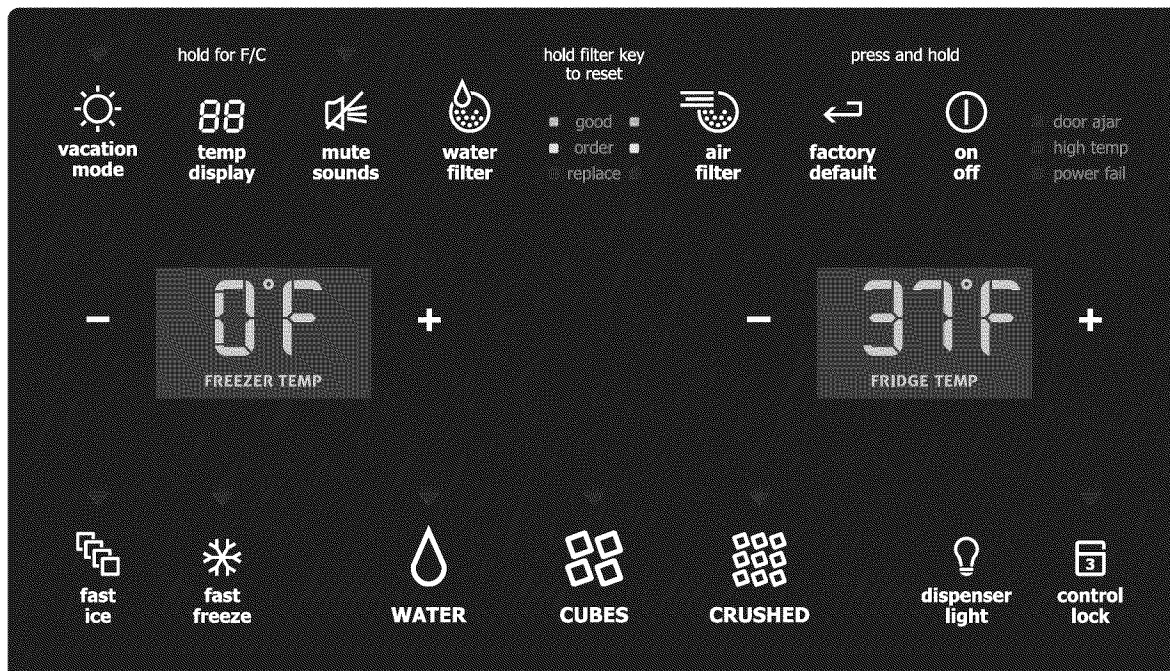 hold for F/C
hold filter key
to reset
press and hold
vacation
mode
88
temp
display
mute
sounds
water
filter
good
order
replace
air
filter
factory
default
on
off
door ajar
high temp
power fail
- 0°F +
FREEZER TEMP
- 37°F +
FRIDGE TEMP
fast
ice
fast
freeze
WATER
CUBES
CRUSHED
dispenser
light
3
control
lock